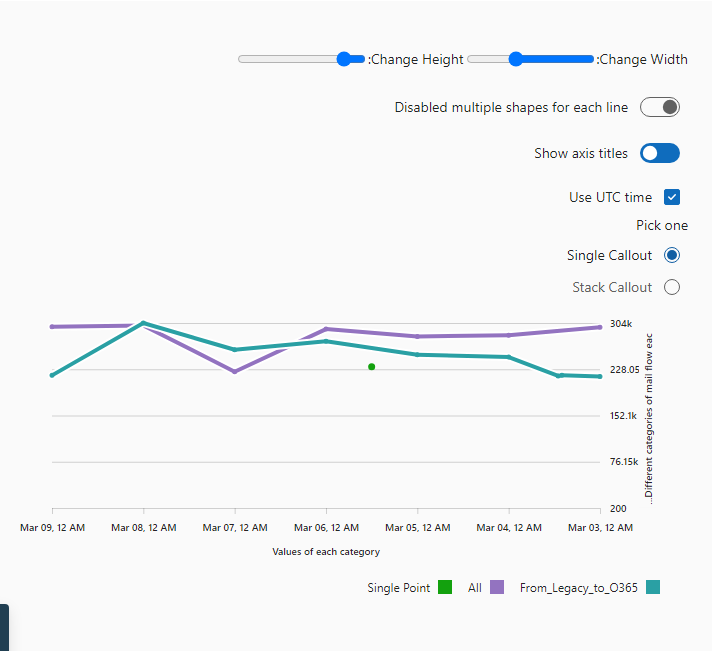 :Change Height :Change Width
Disabled multiple shapes for each line
Show axis titles
Use UTC time
Pick one
Single Callout
Stack Callout
304k
228.05
152.1k
76.15k
200
...Different categories of mail flow eac
Mar 09, 12 AM Mar 08, 12 AM Mar 07, 12 AM Mar 06, 12 AM Mar 05, 12 AM Mar 04, 12 AM Mar 03, 12 AM
Values of each category
Single Point All From_Legacy_to_O365